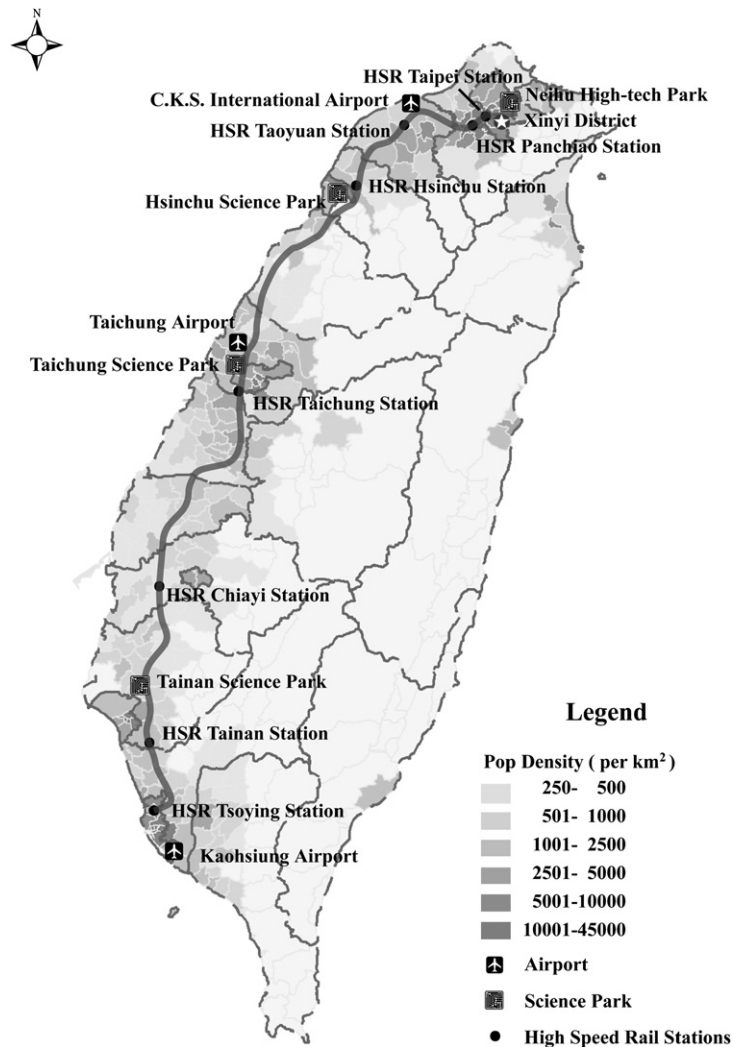 N
HSR Taipei Station
C.K.S. International Airport
Neihu High-tech Park
HSR Taoyuan Station
Xinyi District
HSR Panchiao Station
HSR Hsinchu Station
Hsinchu Science Park
Taichung Airport
Taichung Science Park
HSR Taichung Station
HSR Chiayi Station
Tainan Science Park
HSR Tainan Station
HSR Tsoying Station
Kaohsiung Airport
Legend
Pop Density ( per km² )
250- 500
501- 1000
1001- 2500
2501- 5000
5001-10000
10001-45000
Airport
Science Park
High Speed Rail Stations